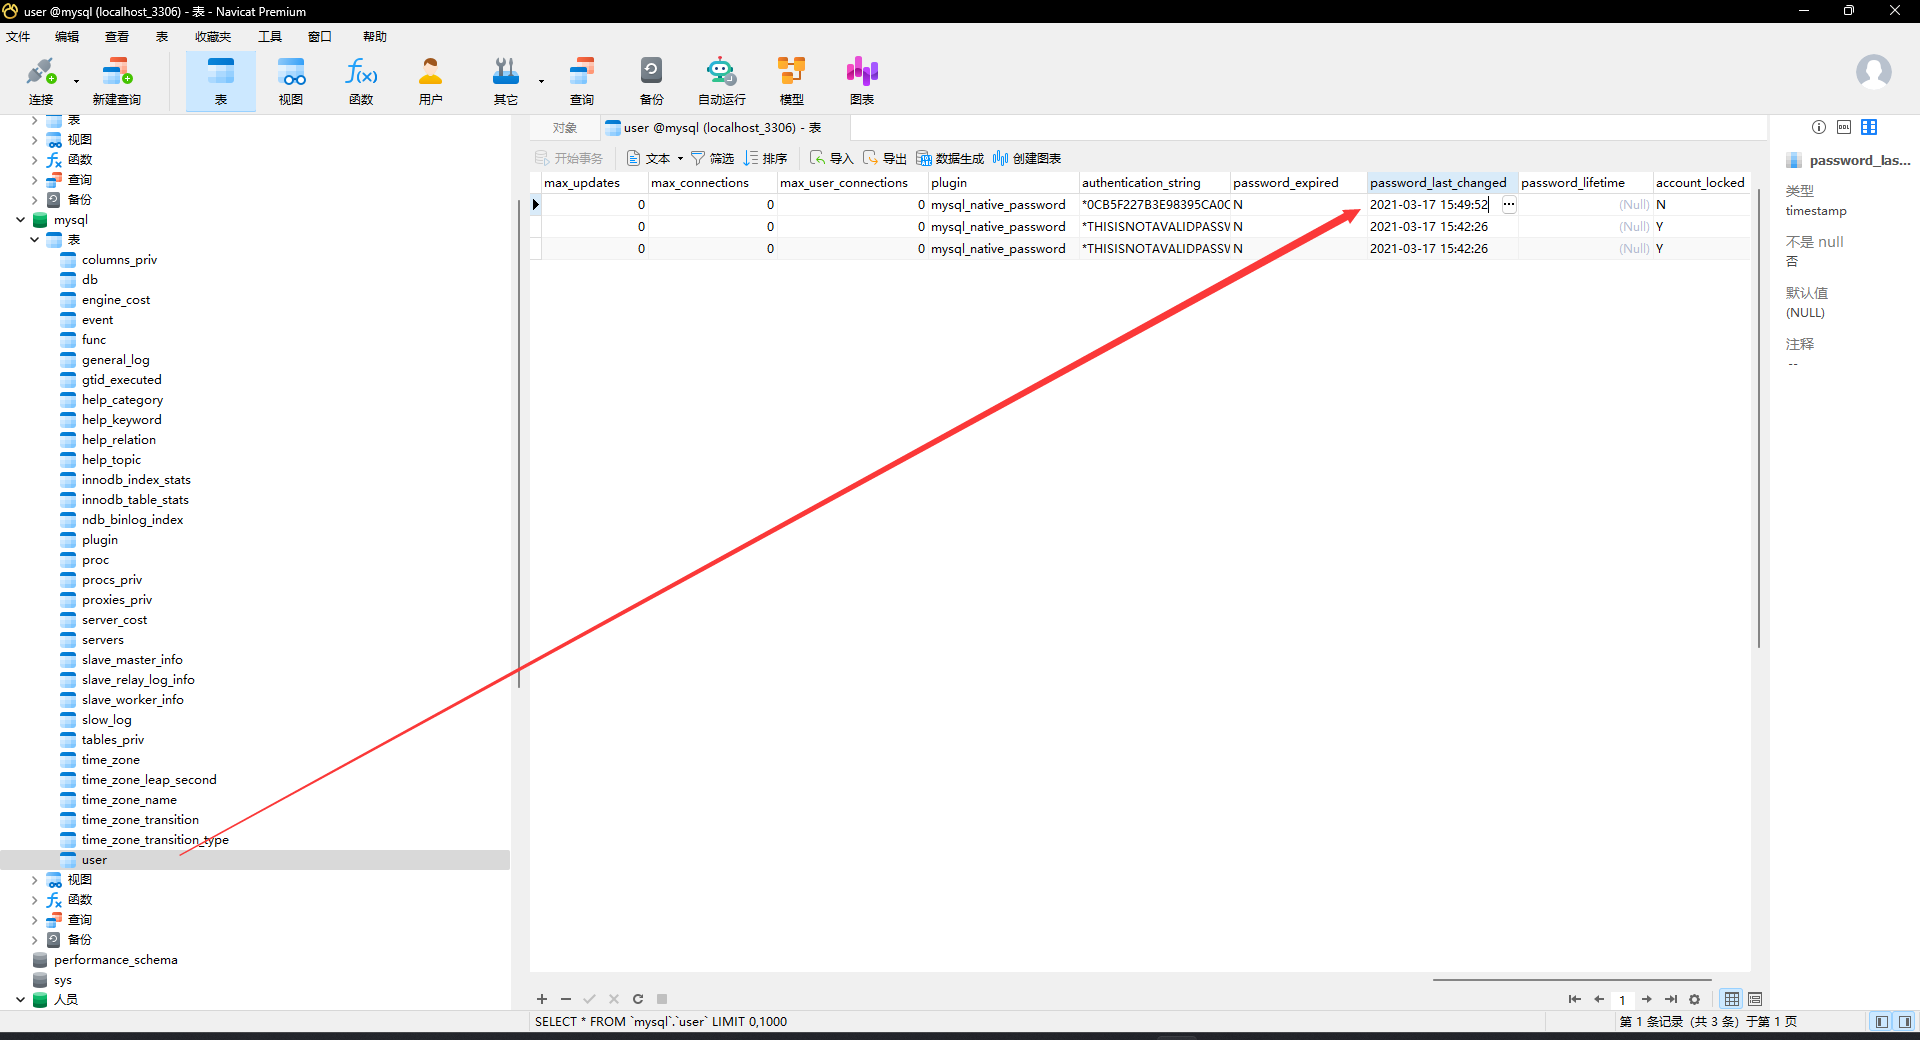 user @mysql (localhost_3306) - 表 - Navicat Premium
文件 编辑 查看 表 收藏夹 工具 窗口 帮助
连接 新建查询 表 视图 函数 用户 其它 查询 备份 自动运行 模型 图表
表
视图
函数
查询
备份
mysql
表
columns_priv
db
engine_cost
event
func
general_log
gtid_executed
help_category
help_keyword
help_relation
help_topic
innodb_index_stats
innodb_table_stats
ndb_binlog_index
plugin
proc
procs_priv
proxies_priv
server_cost
servers
slave_master_info
slave_relay_log_info
slave_worker_info
slow_log
tables_priv
time_zone
time_zone_leap_second
time_zone_name
time_zone_transition
time_zone_transition_type
user
视图
函数
查询
备份
performance_schema
sys
人员
对象 user @mysql (localhost_3306) - 表
开始事务 文本 筛选 排序 导入 导出 数据生成 创建图表
max_updates max_connections max_user_connections plugin authentication_string password_expired password_last_changed password_lifetime account_locked
0 0 0 mysql_native_password *0CB5F227B3E98395CA0C N 2021-03-17 15:49:52 (Null) N
0 0 0 mysql_native_password *THISISNOTAVALIDPASSW N 2021-03-17 15:42:26 (Null) Y
0 0 0 mysql_native_password *THISISNOTAVALIDPASSW N 2021-03-17 15:42:26 (Null) Y
DDL
password_las...
类型
timestamp
不是 null
否
默认值
(NULL)
注释
--
1
SELECT * FROM `mysql`.`user` LIMIT 0,1000
第 1 条记录 (共 3 条) 于第 1 页